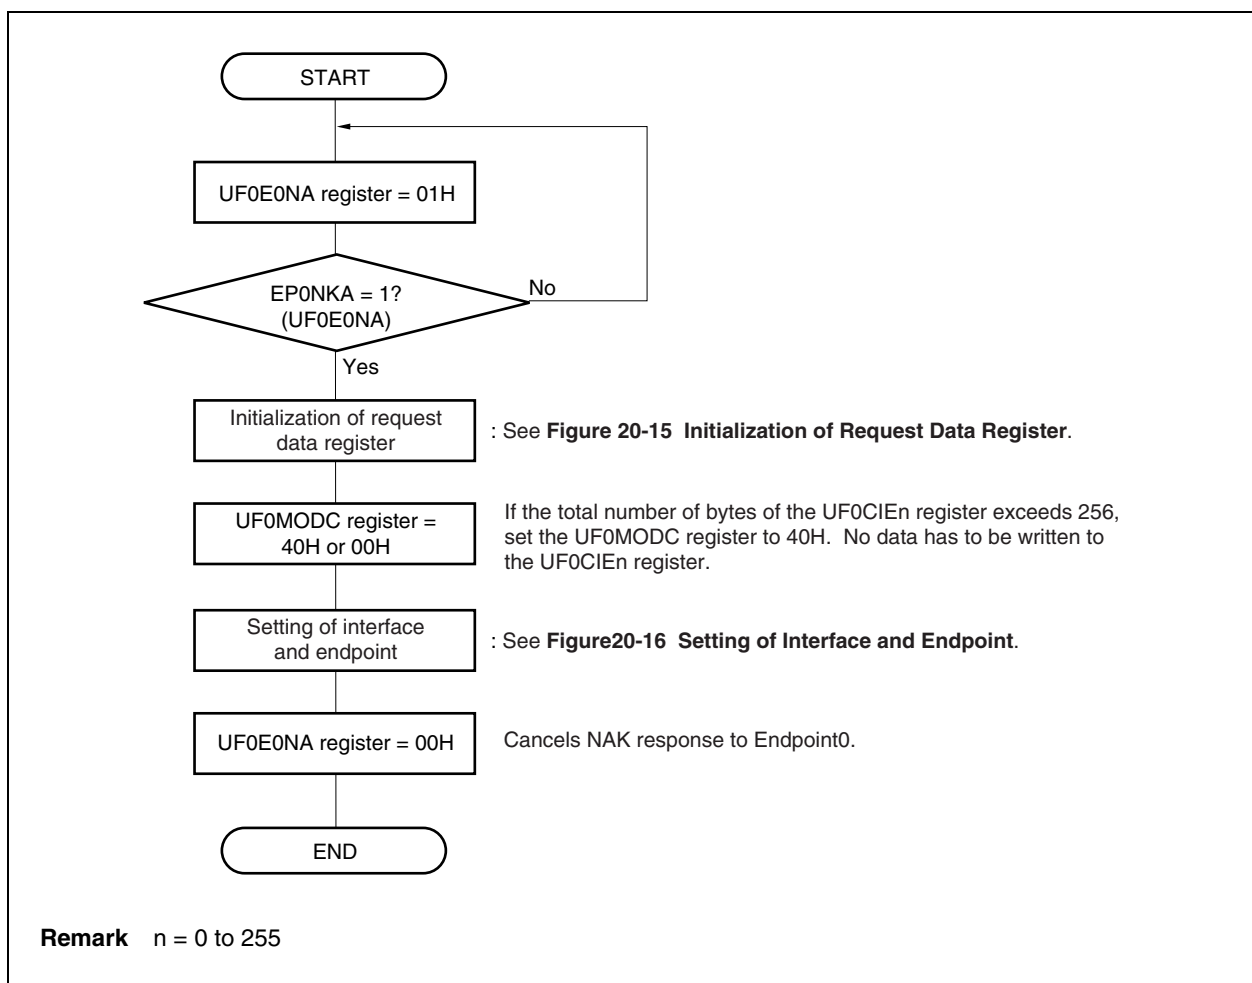 START
UF0E0NA register = 01H
EP0NKA = 1?
(UF0E0NA)
No
Yes
Initialization of request
data register
: See Figure 20-15  Initialization of Request Data Register.
UF0MODC register =
40H or 00H
If the total number of bytes of the UF0CIEn register exceeds 256,
set the UF0MODC register to 40H.  No data has to be written to
the UF0CIEn register.
Setting of interface
and endpoint
: See Figure20-16  Setting of Interface and Endpoint.
UF0E0NA register = 00H
Cancels NAK response to Endpoint0.
END
Remark    n = 0 to 255